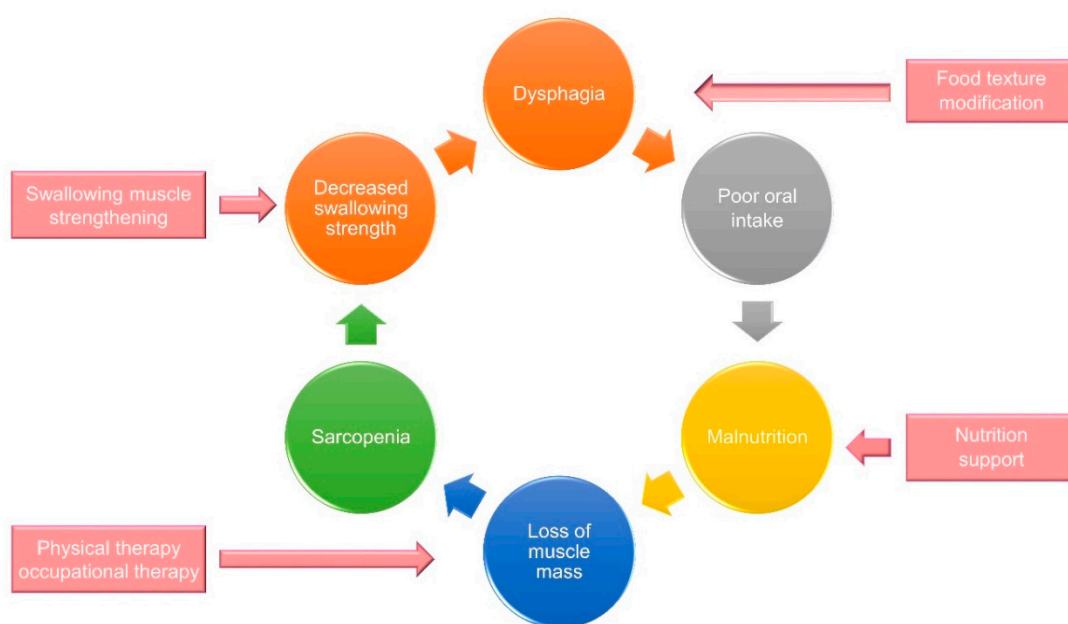 Dysphagia
Food texture
modification
Swallowing muscle
strengthening
Decreased
swallowing
strength
Poor oral
intake
Sarcopenia
Malnutrition
Nutrition
support
Physical therapy
occupational therapy
Loss of
muscle
mass